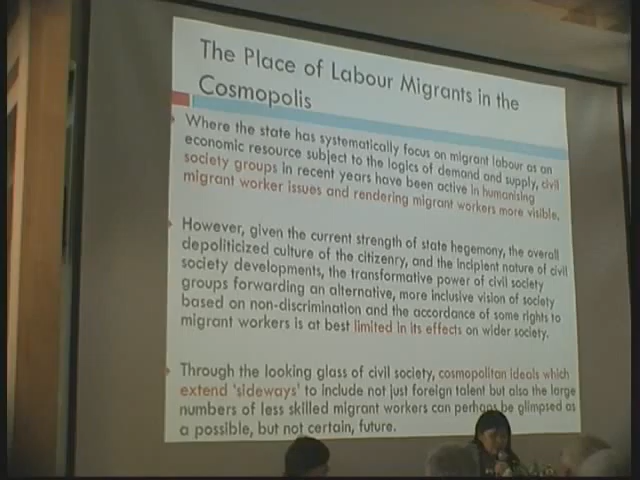 The Place of Labour Migrants in the
Cosmopolis
Where the state has systematically focus on migrant labour as an
economic resource subject to the logics of demand and supply, civil
society groups in recent years have been active in humanising
migrant worker issues and rendering migrant workers more visible.
However, given the current strength of state hegemony, the overall
depoliticized culture of the citizenry, and the incipient nature of civil
society developments, the transformative power of civil society
groups forwarding an alternative, more inclusive vision of society
based on non-discrimination and the accordance of some rights to
migrant workers is at best limited in its effects on wider society.
Through the looking glass of civil society, cosmopolitan ideals which
extend 'sideways' to include not just foreign talent but also the large
numbers of less skilled migrant workers can perhaps be glimpsed as
a possible, but not certain, future.